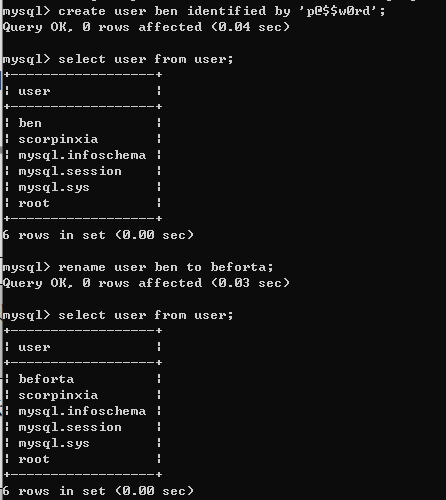 mysql> create user ben identified by 'p@$$w0rd';
Query OK, 0 rows affected (0.04 sec)
mysql> select user from user;
+------------------+
| user             |
+------------------+
| ben              |
| scorpinxia       |
| mysql.infoschema |
| mysql.session    |
| mysql.sys        |
| root             |
+------------------+
6 rows in set (0.00 sec)
mysql> rename user ben to beforta;
Query OK, 0 rows affected (0.03 sec)
mysql> select user from user;
+------------------+
| user             |
+------------------+
| beforta          |
| scorpinxia       |
| mysql.infoschema |
| mysql.session    |
| mysql.sys        |
| root             |
+------------------+
6 rows in set (0.00 sec)